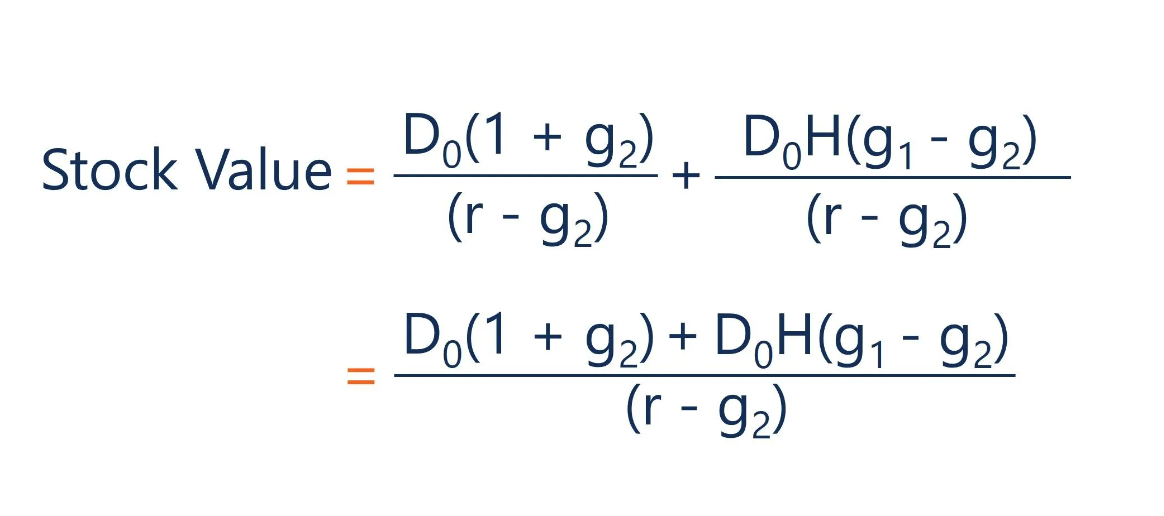 Stock Value = D₀(1 + g₂)/(r - g₂) + D₀H(g₁ - g₂)/(r - g₂)
= D₀(1 + g₂) + D₀H(g₁ - g₂)/(r - g₂)